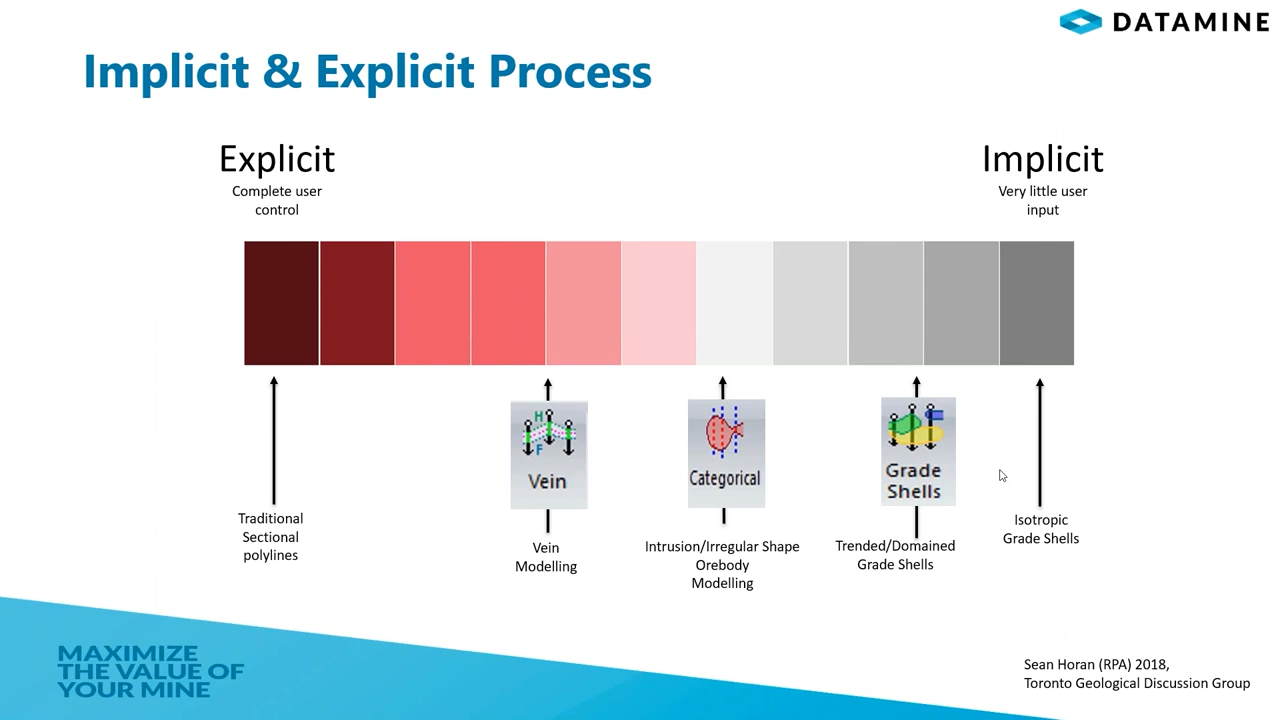 DATAMINE
Implicit & Explicit Process
Explicit
Complete user
control
Implicit
Very little user
input
H
F
Vein
Categorical
Grade
Shells
Traditional
Sectional
polylines
Vein
Modelling
Intrusion/Irregular Shape
Orebody
Modelling
Trended/Domained
Grade Shells
Isotropic
Grade Shells
MAXIMIZE
THE VALUE OF
YOUR MINE
Sean Horan (RPA) 2018,
Toronto Geological Discussion Group